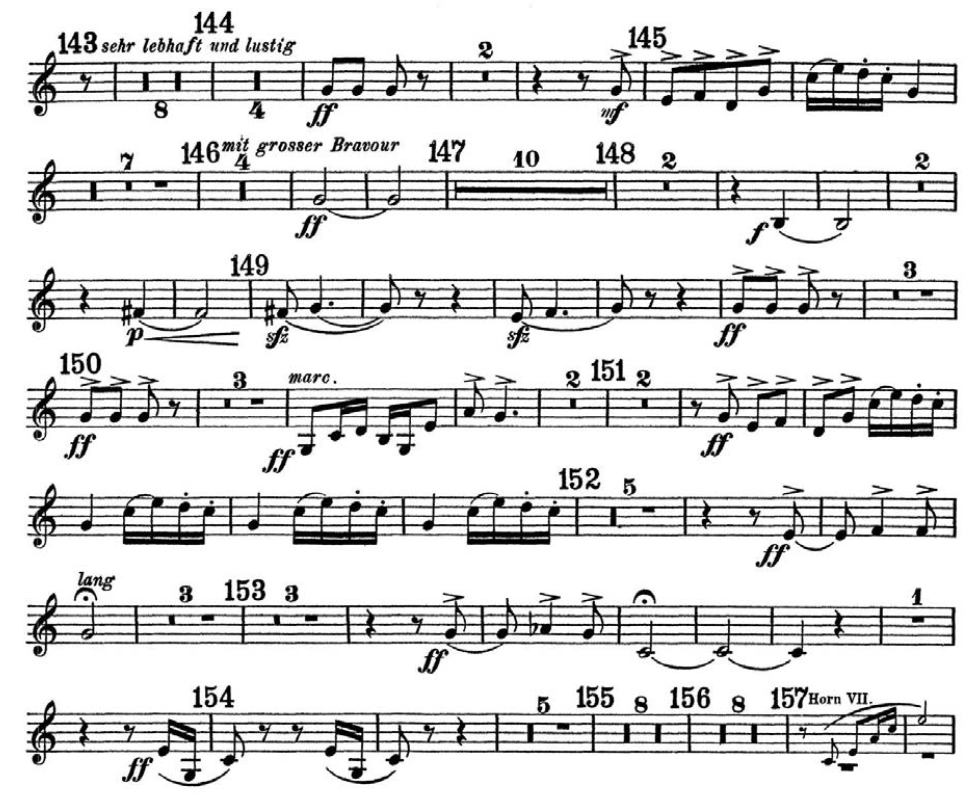 143 sehr lebhaft und lustig 144 2 145
8 4 ff mf
7 146 mit grosser Bravour 4 147 10 148 2 2
ff f
149 3
p sfz sfz ff
150 3 marc. 2 151 2
ff ff ff
152 5
ff
lang 3 153 3 1
ff
154 5 155 8 156 8 157 Horn VII.
ff